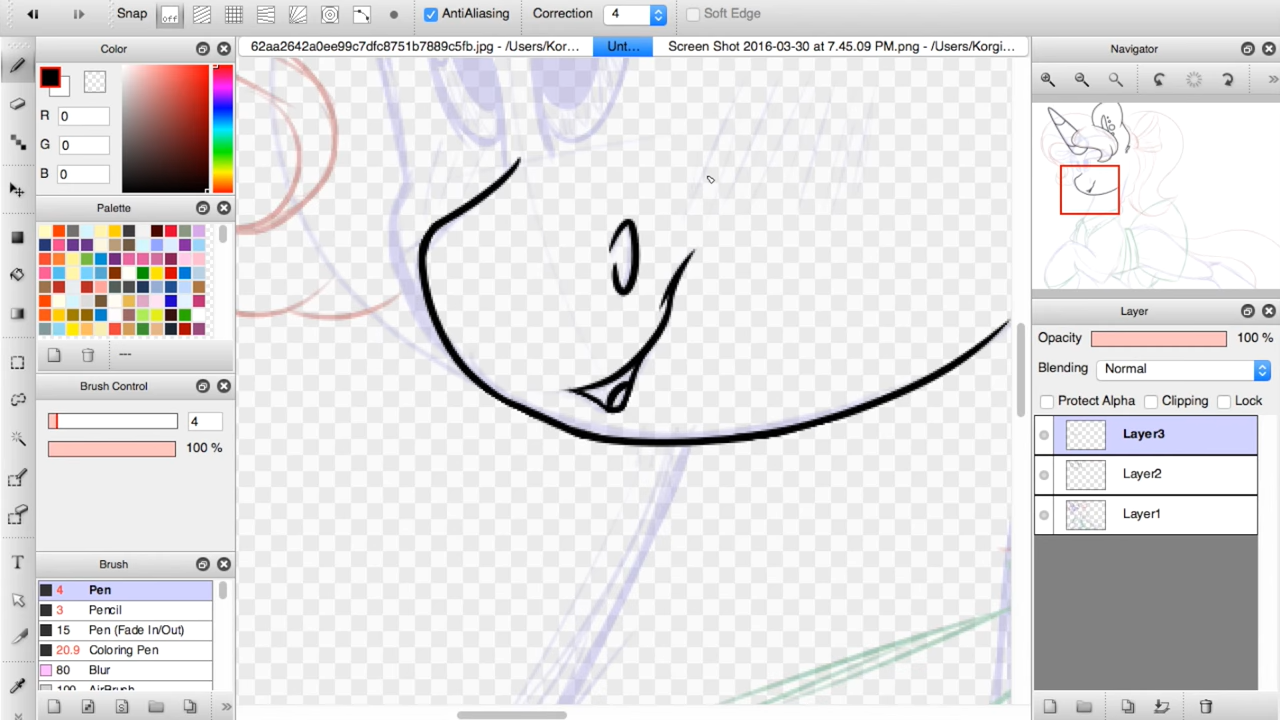 Snap off AntiAliasing Correction 4 Soft Edge
Color
62aa2642a0ee99c7dfc8751b7889c5fb.jpg - /Users/Kor... Unt... Screen Shot 2016-03-30 at 7.45.09 PM.png - /Users/Korgi...
Navigator
R 0
G 0
B 0
Palette
---
Brush Control
4
100 %
Brush
4 Pen
3 Pencil
15 Pen (Fade In/Out)
20.9 Coloring Pen
80 Blur
100 AirBrush
T
Layer
Opacity 100 %
Blending Normal
Protect Alpha Clipping Lock
Layer3
Layer2
Layer1